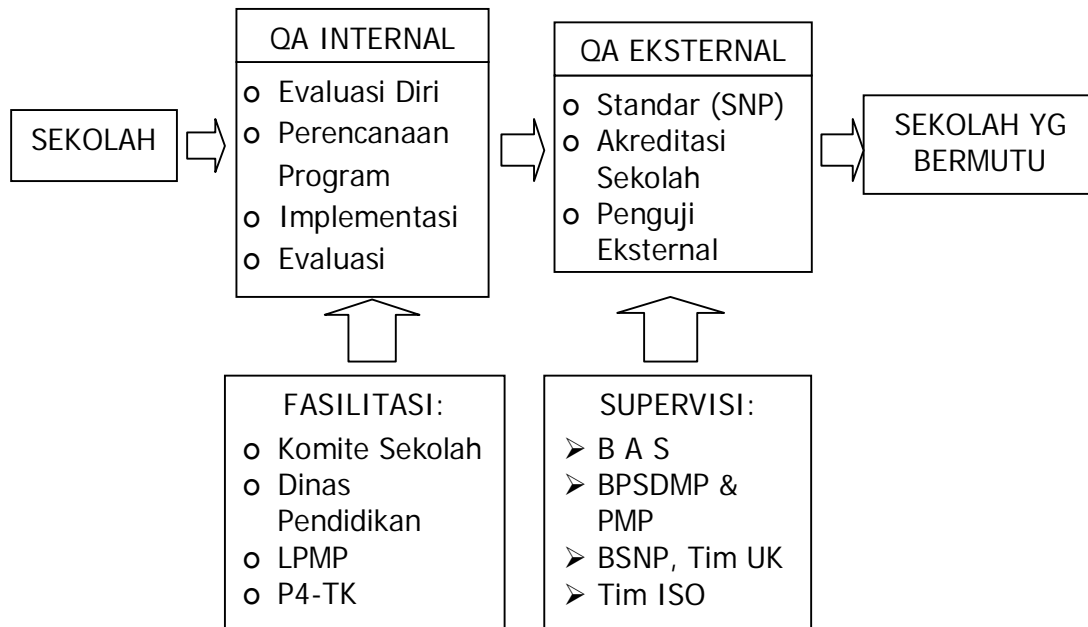 SEKOLAH
QA INTERNAL
o Evaluasi Diri
o Perencanaan
Program
o Implementasi
o Evaluasi
QA EKSTERNAL
o Standar (SNP)
o Akreditasi
Sekolah
o Penguji
Eksternal
SEKOLAH YG
BERMUTU
FASILITASI:
o Komite Sekolah
o Dinas
Pendidikan
o LPMP
o P4-TK
SUPERVISI:
➢ B A S
➢ BPSDMP &
PMP
➢ BSNP, Tim UK
➢ Tim ISO